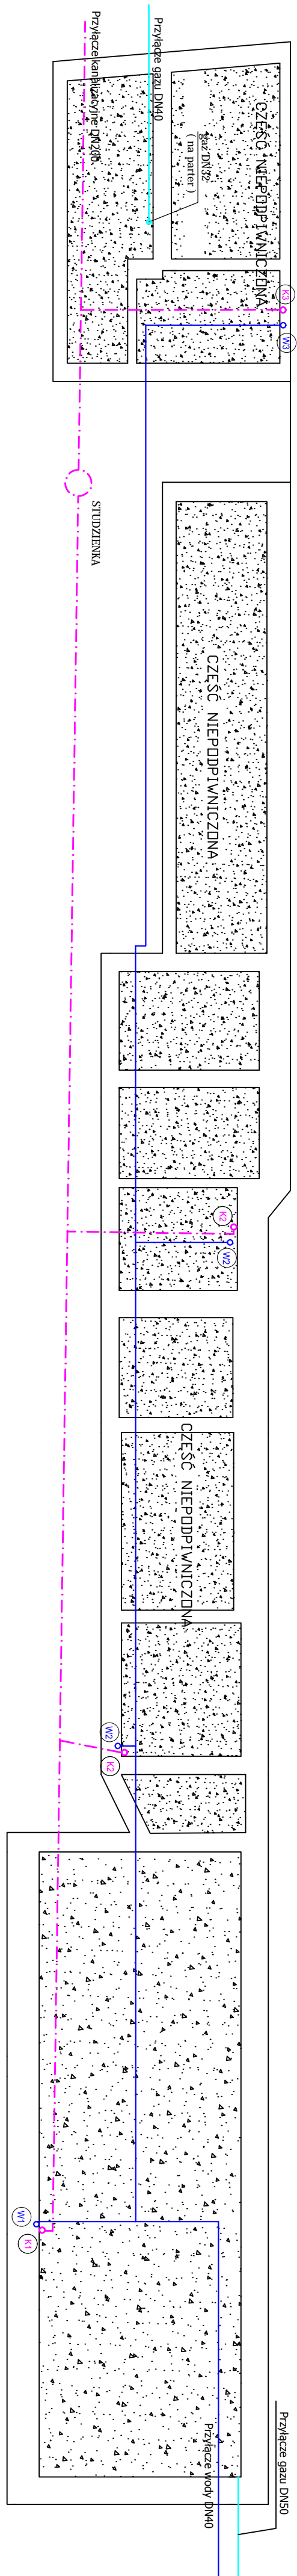 Przyłącze kanalizacyjne DN200
Przyłącze gazu DN40
gaz DN32
( na parter )
CZĘŚĆ NIEPODPIWNICZONA
K3
W3
STUDZIENKA
CZĘŚĆ NIEPODPIWNICZONA
K2
W2
CZĘŚĆ NIEPODPIWNICZONA
W2
K2
W1
K1
Przyłącze wody DN40
Przyłącze gazu DN50